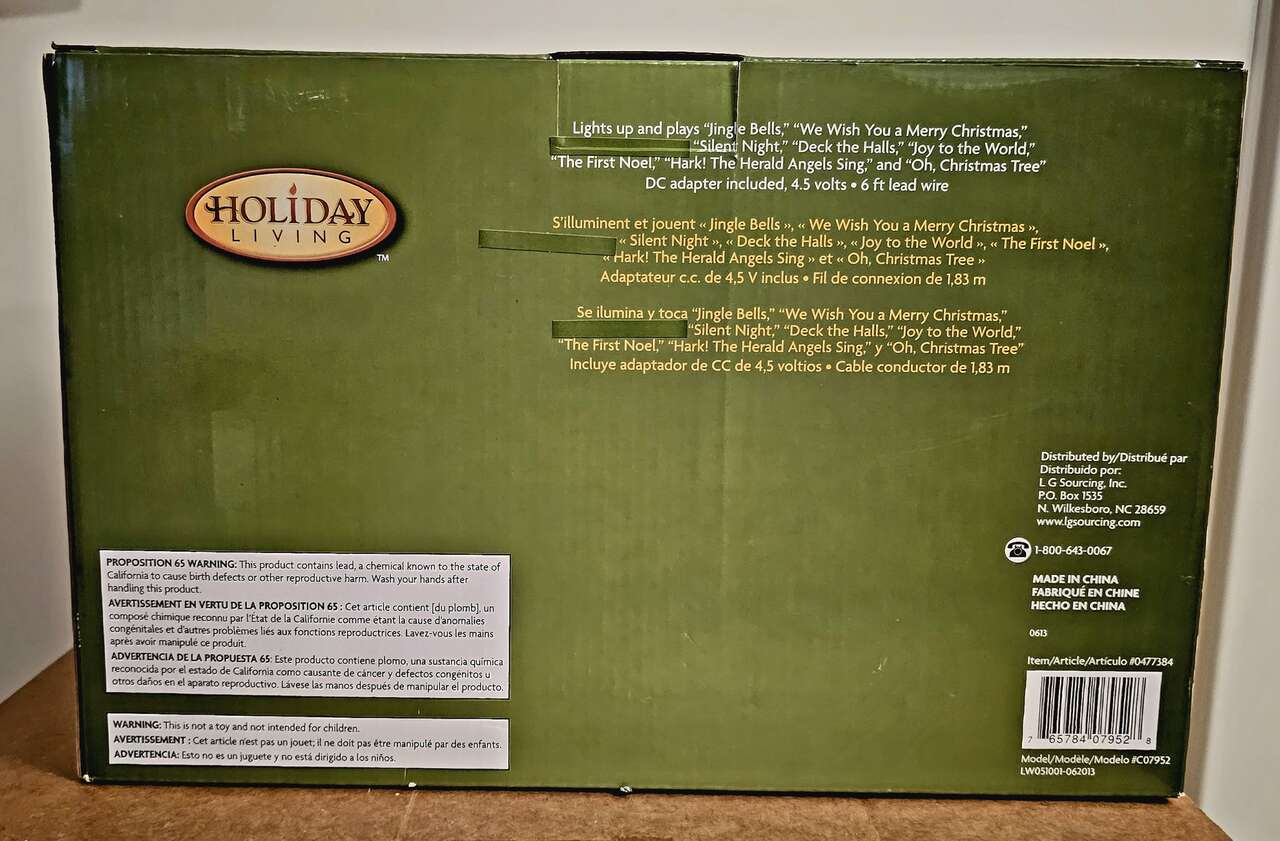 HOLiDAY
LIVING
TM
Lights up and plays “Jingle Bells,” “We Wish You a Merry Christmas,”
“Silent Night,” “Deck the Halls,” “Joy to the World,”
“The First Noel,” “Hark! The Herald Angels Sing,” and “Oh, Christmas Tree”
DC adapter included, 4.5 volts • 6 ft lead wire
S’illuminent et jouent « Jingle Bells », « We Wish You a Merry Christmas »,
« Silent Night », « Deck the Halls », « Joy to the World », « The First Noel »,
« Hark! The Herald Angels Sing » et « Oh, Christmas Tree »
Adaptateur c.c. de 4,5 V inclus • Fil de connexion de 1,83 m
Se ilumina y toca “Jingle Bells,” “We Wish You a Merry Christmas,”
“Silent Night,” “Deck the Halls,” “Joy to the World,”
“The First Noel,” “Hark! The Herald Angels Sing,” y “Oh, Christmas Tree”
Incluye adaptador de CC de 4,5 voltios • Cable conductor de 1,83 m
PROPOSITION 65 WARNING: This product contains lead, a chemical known to the state of
California to cause birth defects or other reproductive harm. Wash your hands after
handling this product.
AVERTISSEMENT EN VERTU DE LA PROPOSITION 65 : Cet article contient [du plomb], un
composé chimique reconnu par l’État de la Californie comme étant la cause d’anomalies
congénitales et d’autres problèmes liés aux fonctions reproductrices. Lavez-vous les mains
après avoir manipulé ce produit.
ADVERTENCIA DE LA PROPUESTA 65: Este producto contiene plomo, una sustancia química
reconocida por el estado de California como causante de cáncer y defectos congénitos u
otros daños en el aparato reproductivo. Lávese las manos después de manipular el producto.
WARNING: This is not a toy and not intended for children.
AVERTISSEMENT : Cet article n’est pas un jouet; il ne doit pas être manipulé par des enfants.
ADVERTENCIA: Esto no es un juguete y no está dirigido a los niños.
Distributed by/Distribué par
Distribuido por:
L G Sourcing, Inc.
P.O. Box 1535
N. Wilkesboro, NC 28659
www.lgsourcing.com
1-800-643-0067
MADE IN CHINA
FABRIQUÉ EN CHINE
HECHO EN CHINA
0613
Item/Article/Artículo #0477384
7 65784 07952 8
Model/Modèle/Modelo #C07952
LW051001-062013